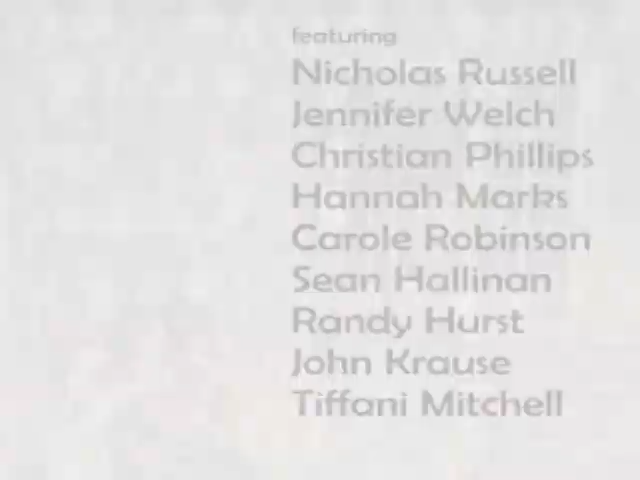 featuring
Nicholas Russell
Jennifer Welch
Christian Phillips
Hannah Marks
Carole Robinson
Sean Hallinan
Randy Hurst
John Krause
Tiffani Mitchell